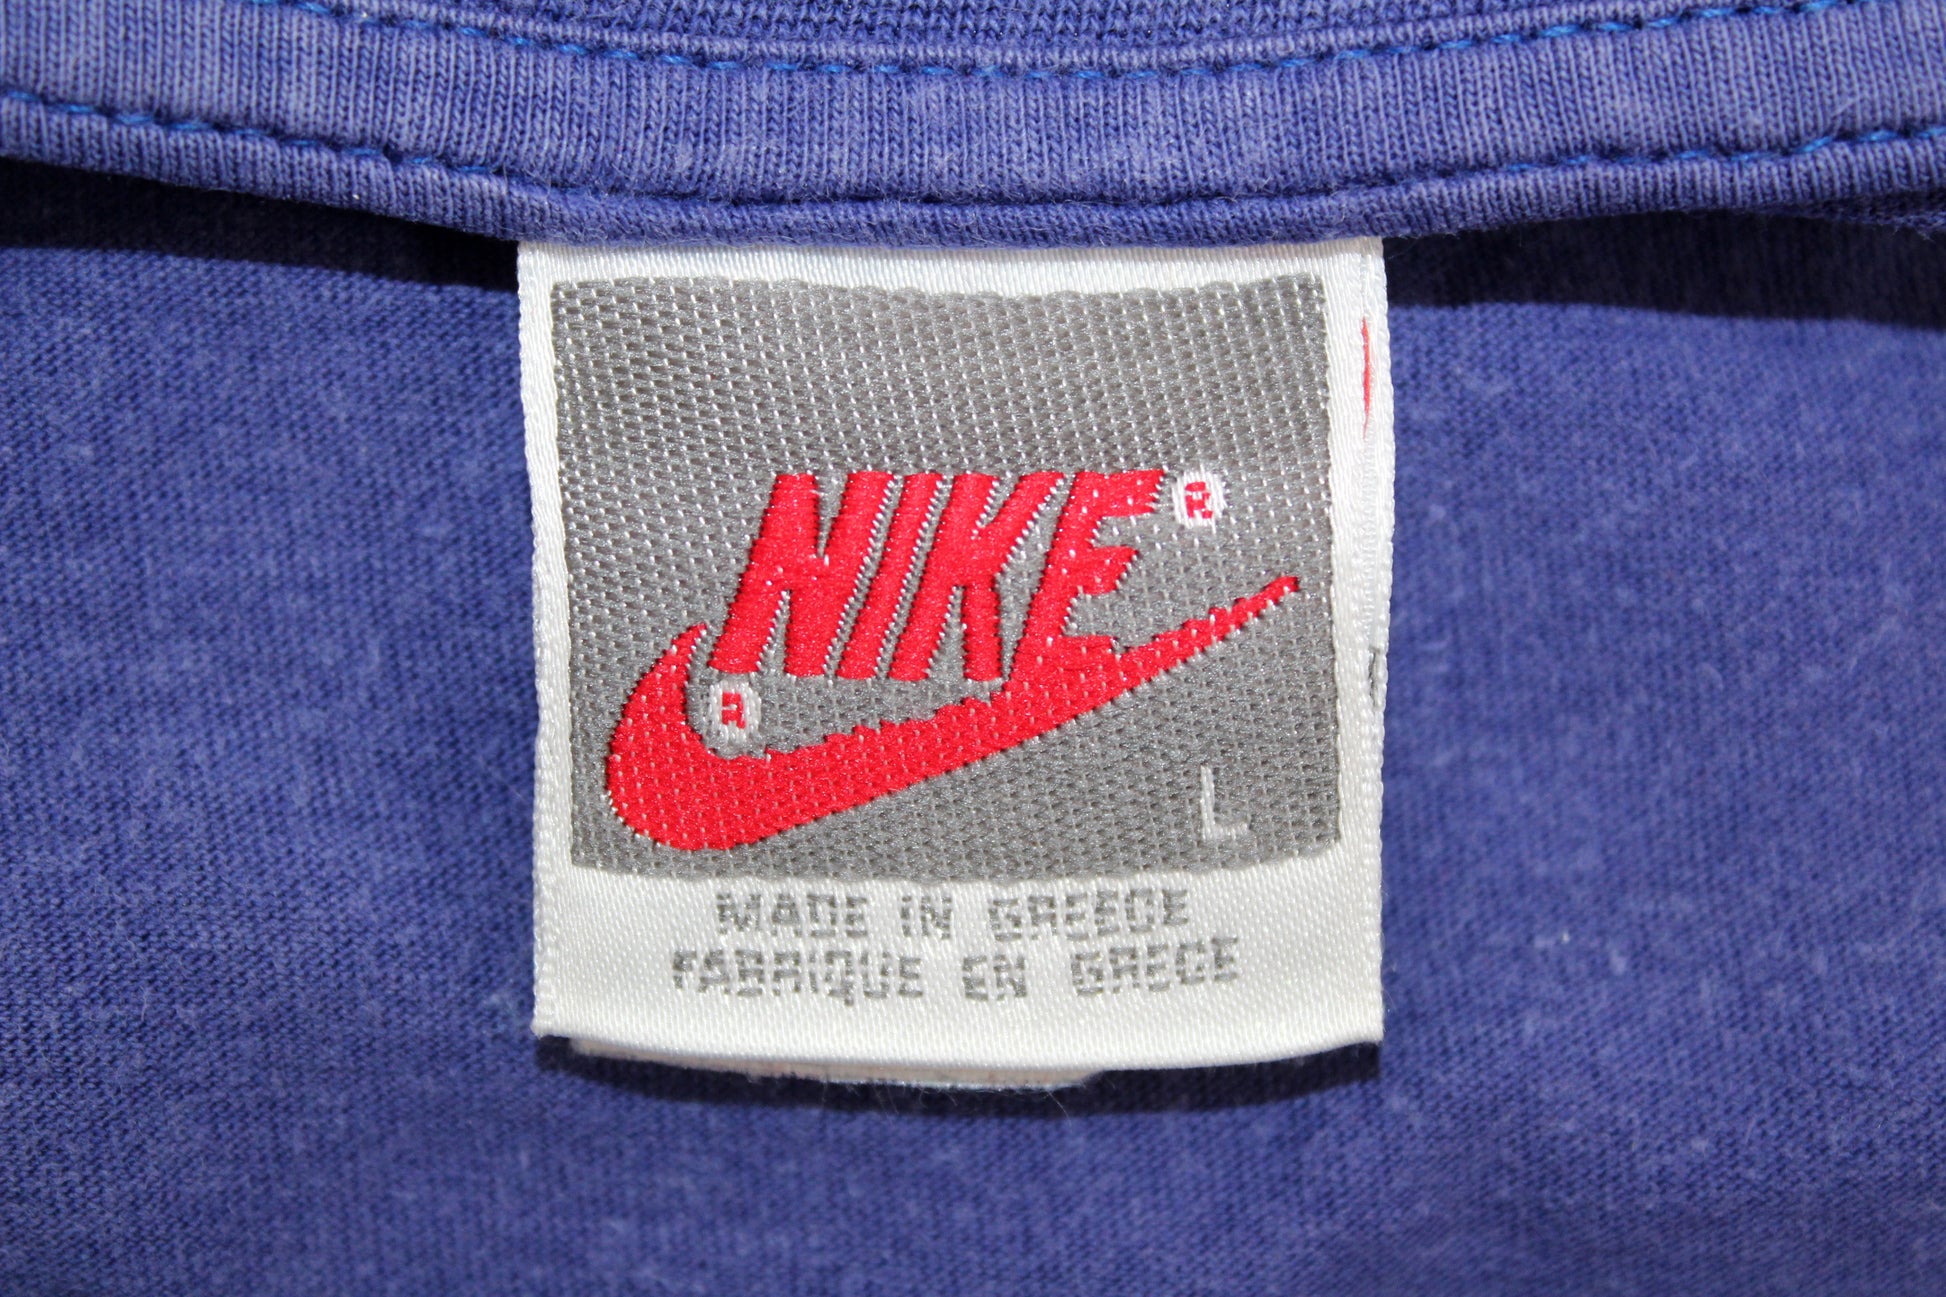 NIKE®
®
L
MADE IN GREECE
FABRIQUE EN GRECE